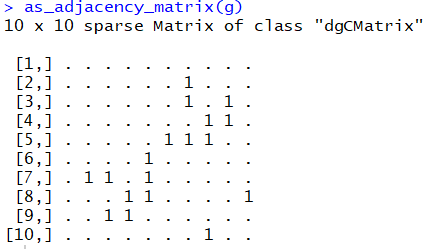 > as_adjacency_matrix(g)
10 x 10 sparse Matrix of class "dgCMatrix"
[1,] . . . . . . . . . .
[2,] . . . . . . 1 . . .
[3,] . . . . . . 1 . 1 .
[4,] . . . . . . . 1 1 .
[5,] . . . . . 1 1 1 . .
[6,] . . . . 1 . . . . .
[7,] . 1 1 . 1 . . . . .
[8,] . . . 1 1 . . . . 1
[9,] . . 1 1 . . . . . .
[10,] . . . . . . . 1 . .